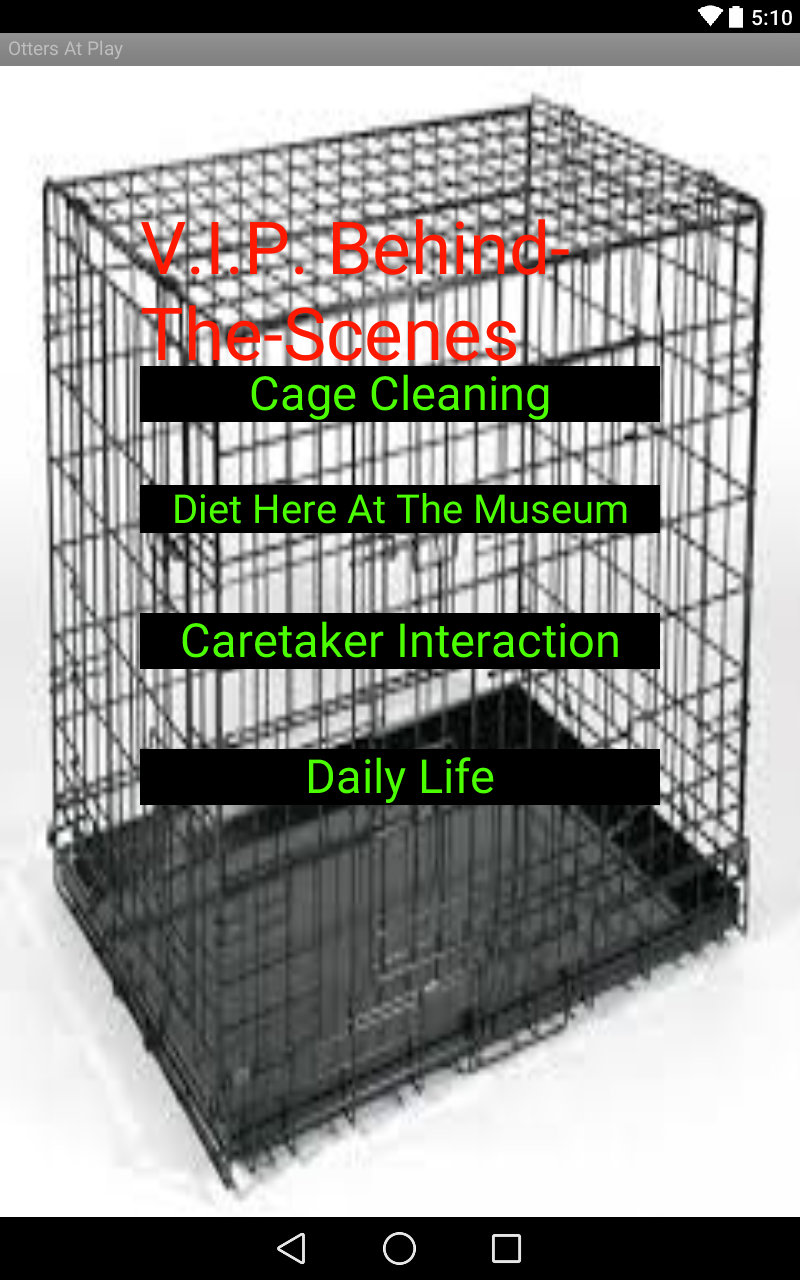 5:10
Otters At Play
V.I.P. Behind-
The-Scenes
Cage Cleaning
Diet Here At The Museum
Caretaker Interaction
Daily Life